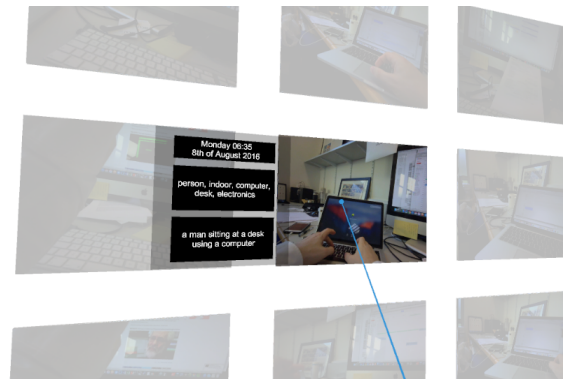 Monday 06:35
8th of August 2016
person, indoor, computer,
desk, electronics
a man sitting at a desk
using a computer